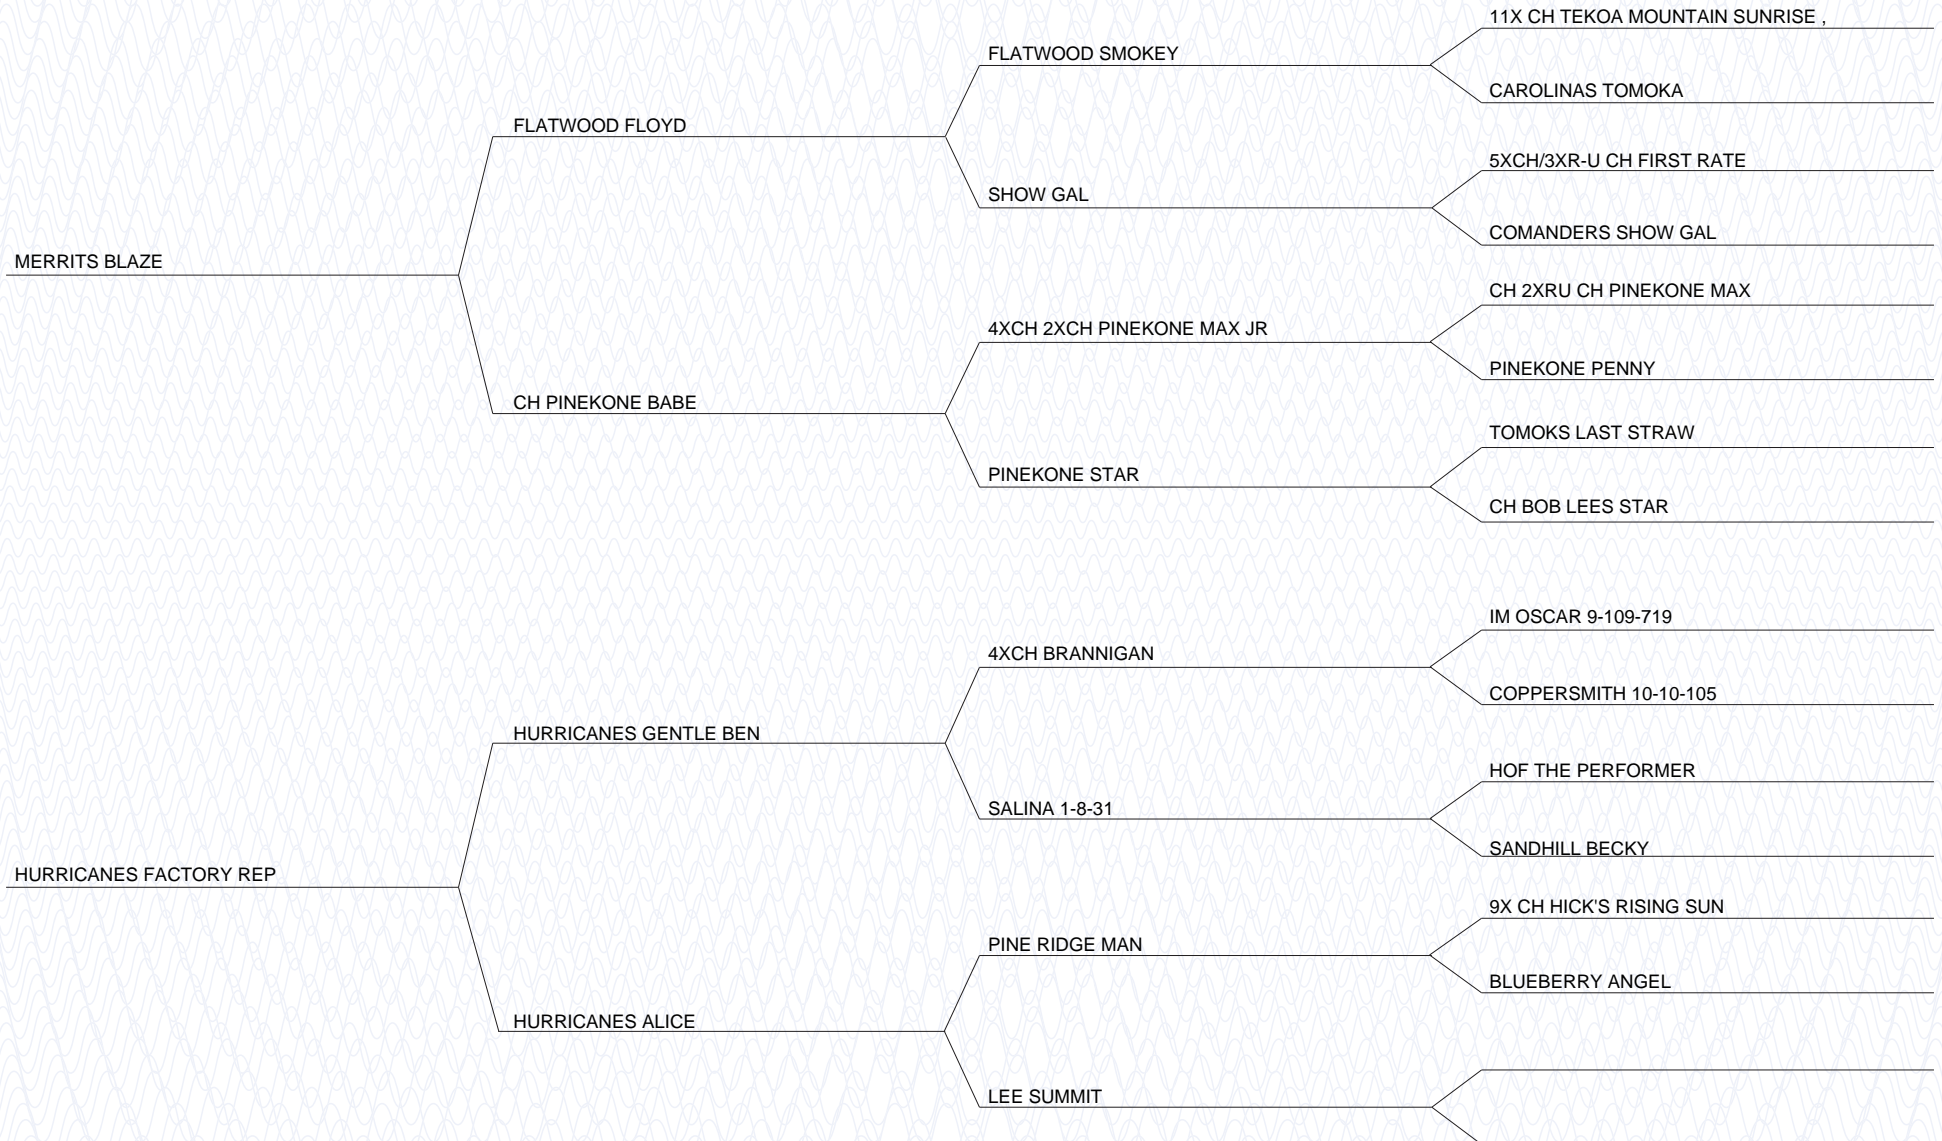 11X CH TEKOA MOUNTAIN SUNRISE ,
FLATWOOD SMOKEY
CAROLINAS TOMOKA
FLATWOOD FLOYD
5XCH/3XR-U CH FIRST RATE
SHOW GAL
COMANDERS SHOW GAL
MERRITS BLAZE
CH 2XRU CH PINEKONE MAX
4XCH 2XCH PINEKONE MAX JR
PINEKONE PENNY
CH PINEKONE BABE
TOMOKS LAST STRAW
PINEKONE STAR
CH BOB LEES STAR
IM OSCAR 9-109-719
4XCH BRANNIGAN
COPPERSMITH 10-10-105
HURRICANES GENTLE BEN
HOF THE PERFORMER
SALINA 1-8-31
SANDHILL BECKY
HURRICANES FACTORY REP
9X CH HICK'S RISING SUN
PINE RIDGE MAN
BLUEBERRY ANGEL
HURRICANES ALICE
LEE SUMMIT